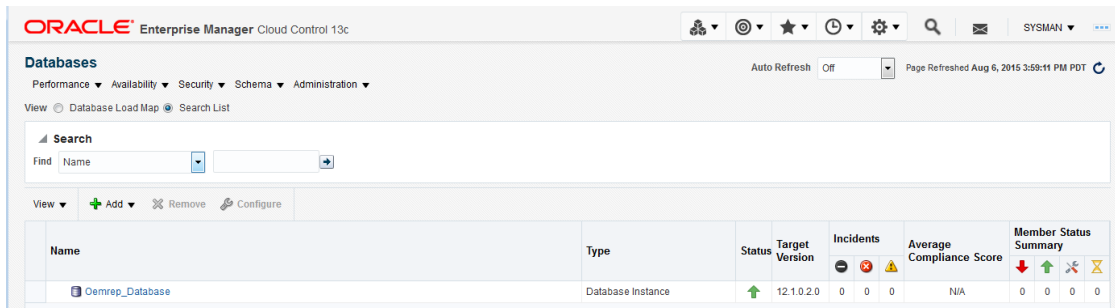 ORACLE Enterprise Manager Cloud Control 13c
SYSMAN
Databases
Auto Refresh Off Page Refreshed Aug 6, 2015 3:59:11 PM PDT
Performance Availability Security Schema Administration
View Database Load Map Search List
Search
Find Name
View Add Remove Configure
Name Type Status Target Version Incidents Average Compliance Score Member Status Summary
Oemrep_Database Database Instance 12.1.0.2.0 0 0 0 N/A 0 0 0 0